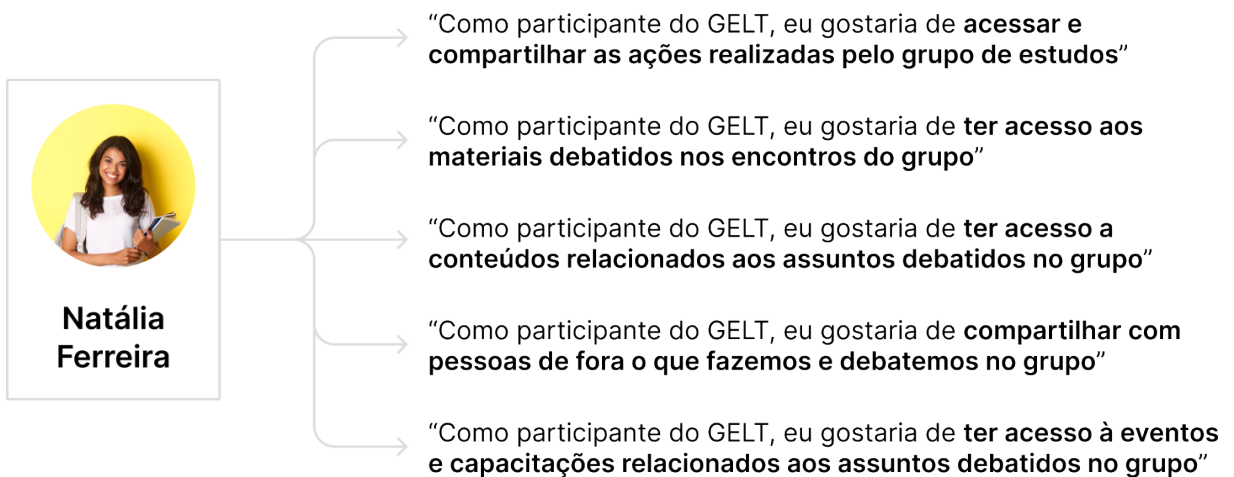 “Como participante do GELT, eu gostaria de acessar e
compartilhar as ações realizadas pelo grupo de estudos”
“Como participante do GELT, eu gostaria de ter acesso aos
materiais debatidos nos encontros do grupo”
“Como participante do GELT, eu gostaria de ter acesso a
conteúdos relacionados aos assuntos debatidos no grupo”
Natália
Ferreira
“Como participante do GELT, eu gostaria de compartilhar com
pessoas de fora o que fazemos e debatemos no grupo”
“Como participante do GELT, eu gostaria de ter acesso à eventos
e capacitações relacionados aos assuntos debatidos no grupo”